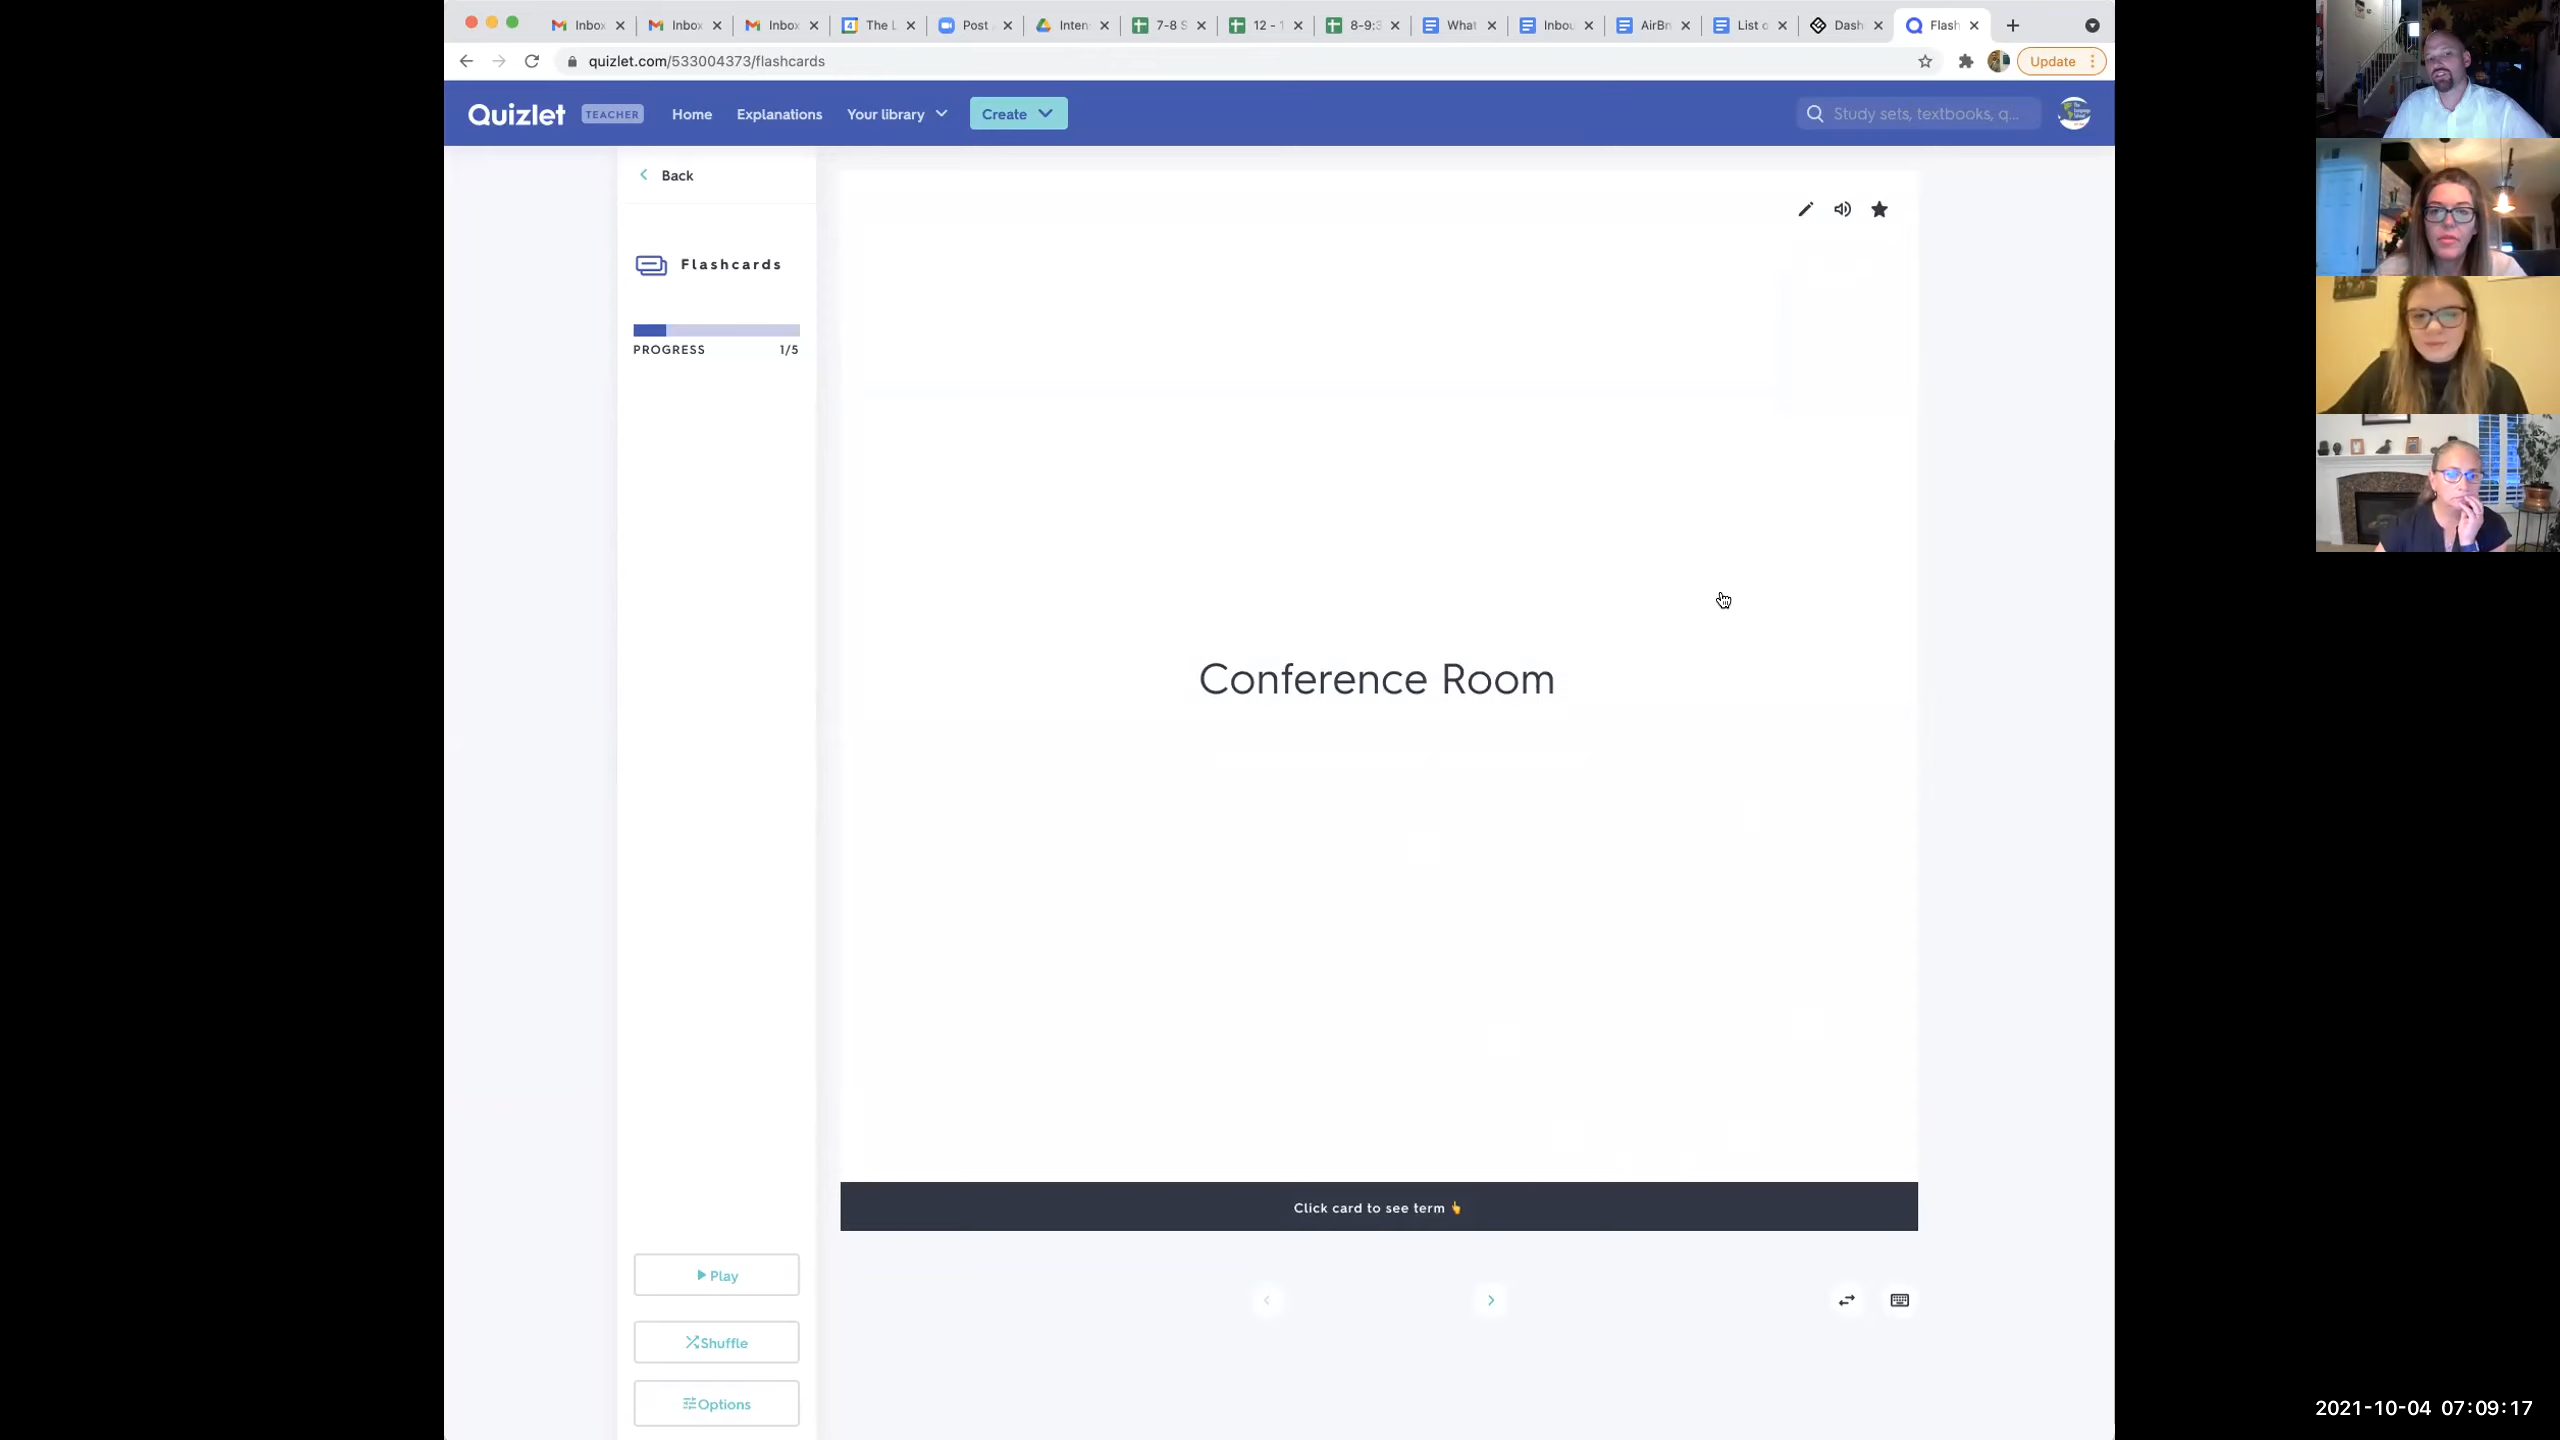 Inbox Inbox Inbox The L Post Inten 7-8 S 12 - 1 8-9:3 What Inbou AirBn List o Dash Flash
quizlet.com/533004373/flashcards
Update
Quizlet TEACHER Home Explanations Your library Create Study sets, textbooks, q...
Back
Flashcards
PROGRESS 1/5
Conference Room
Click card to see term
Play
Shuffle
Options
2021-10-04 07:09:17